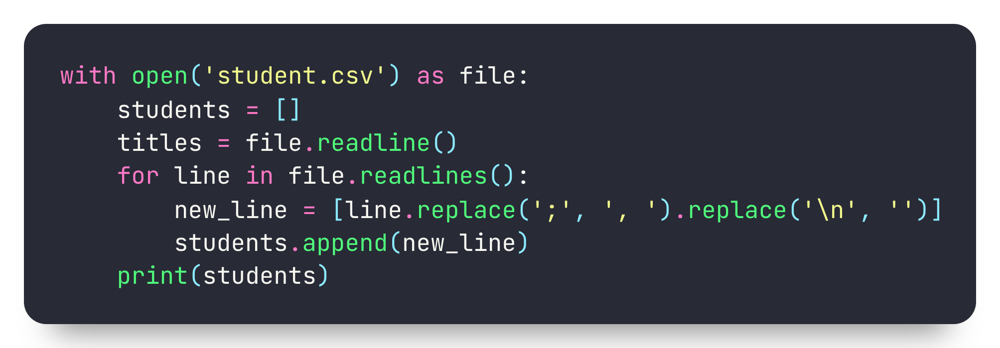 with open('student.csv') as file:
    students = []
    titles = file.readline()
    for line in file.readlines():
        new_line = [line.replace(';', ', ').replace('\n', '')]
        students.append(new_line)
    print(students)